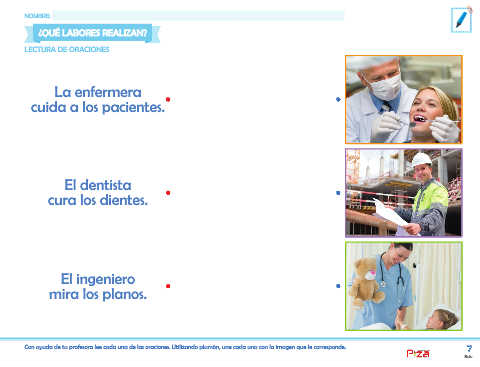 NOMBRE
¿QUÉ LABORES REALIZAN?
LECTURA DE ORACIONES
La enfermera
cuida a los pacientes.
El dentista
cura los dientes.
El ingeniero
mira los planos.
Con ayuda de tu profesora lee cada una de las oraciones. Utilizando plumón, une cada una con la imagen que le corresponde.
7